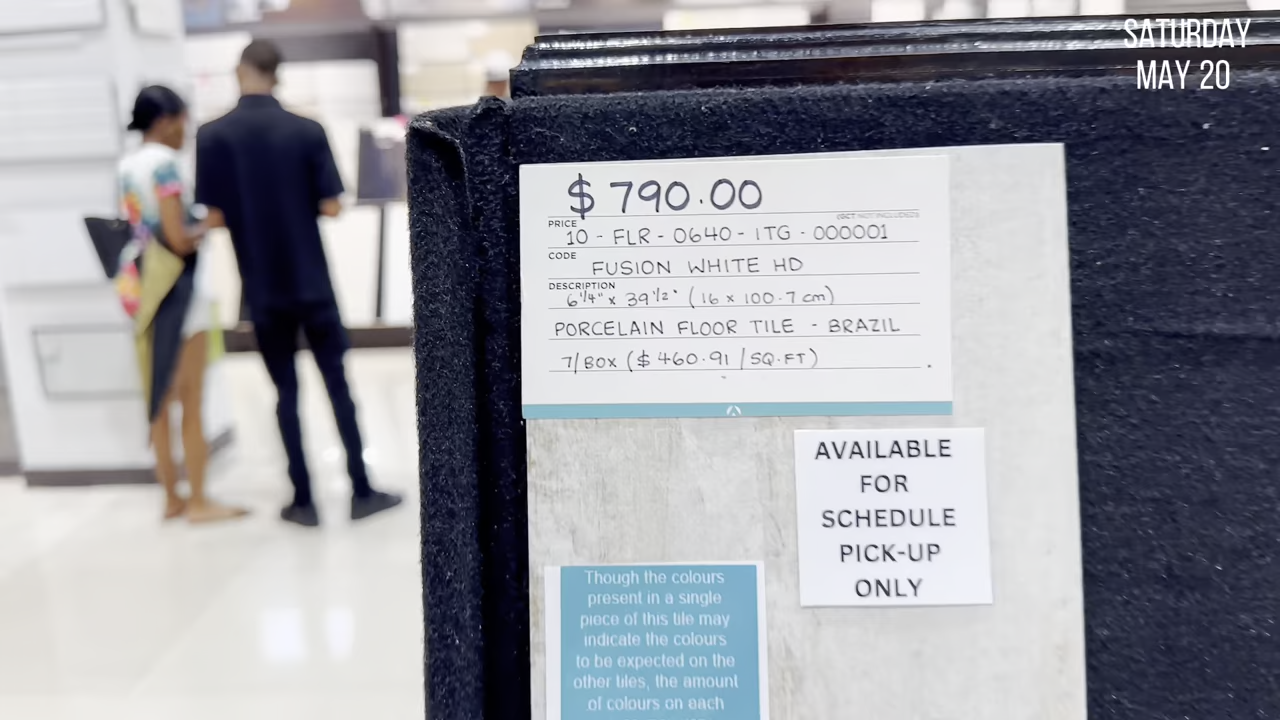 SATURDAY
MAY 20
$ 790.00
PRICE
(GCT NOT INCLUDED)
10 - FLR - 0640 - ITG - 000001
CODE
FUSION WHITE HD
DESCRIPTION
6 1/4" x 39 1/2" (16 x 100.7 cm)
PORCELAIN FLOOR TILE - BRAZIL
7/BOX ($460.91/SQ.FT)
AVAILABLE
FOR
SCHEDULE
PICK-UP
ONLY
Though the colours
present in a single
piece of this tile may
indicate the colours
to be expected on the
other tiles, the amount
of colours on each